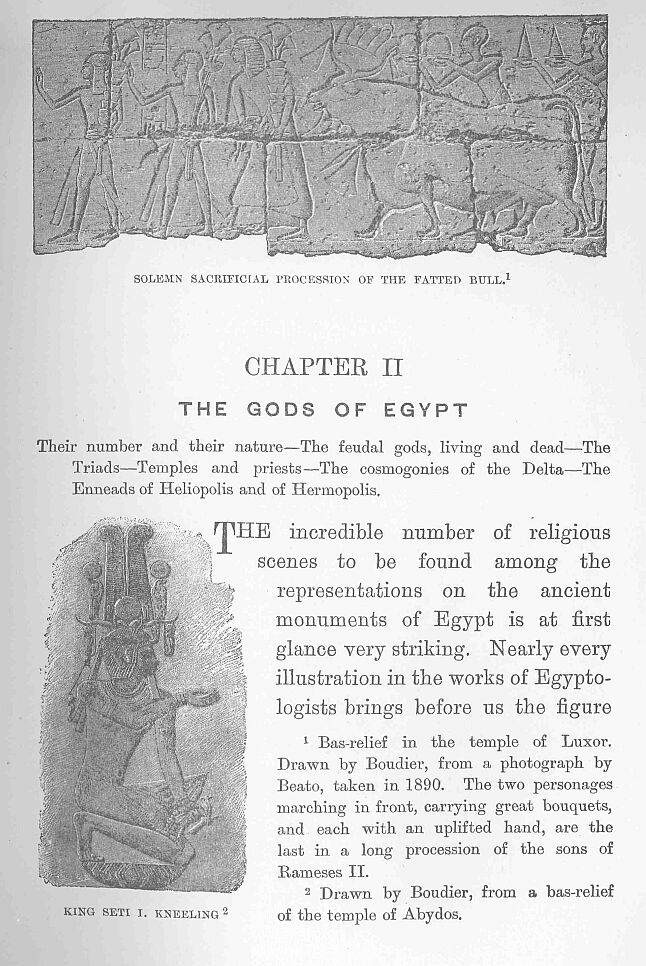 SOLEMN SACRIFICIAL PROCESSION OF THE FATTED BULL.¹
CHAPTER II
THE GODS OF EGYPT
Their number and their nature—The feudal gods, living and dead—The
Triads—Temples and priests—The cosmogonies of the Delta—The
Enneads of Heliopolis and of Hermopolis.
THE incredible number of religious
scenes to be found among the
representations on the ancient
monuments of Egypt is at first
glance very striking. Nearly every
illustration in the works of Egypto-
logists brings before us the figure
¹ Bas-relief in the temple of Luxor.
Drawn by Boudier, from a photograph by
Beato, taken in 1890. The two personages
marching in front, carrying great bouquets,
and each with an uplifted hand, are the
last in a long procession of the sons of
Rameses II.
² Drawn by Boudier, from a bas-relief
of the temple of Abydos.
KING SETI I. KNEELING ²